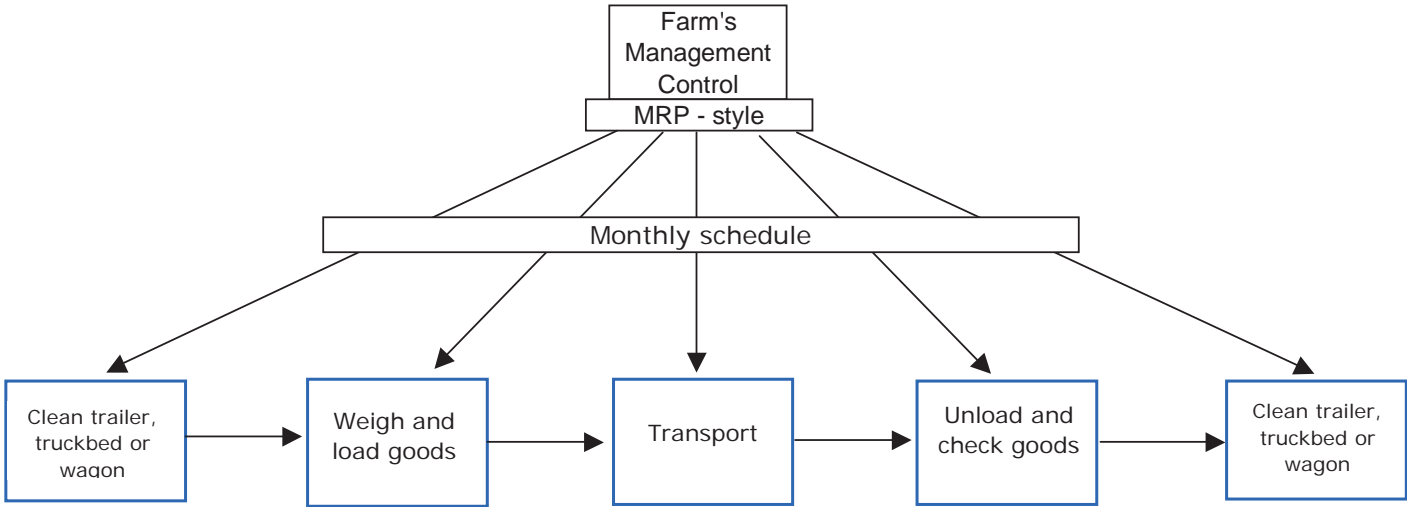 Farm's
Management
Control
MRP - style
Monthly schedule
Clean trailer,
truckbed or
wagon
Weigh and
load goods
Transport
Unload and
check goods
Clean trailer,
truckbed or
wagon